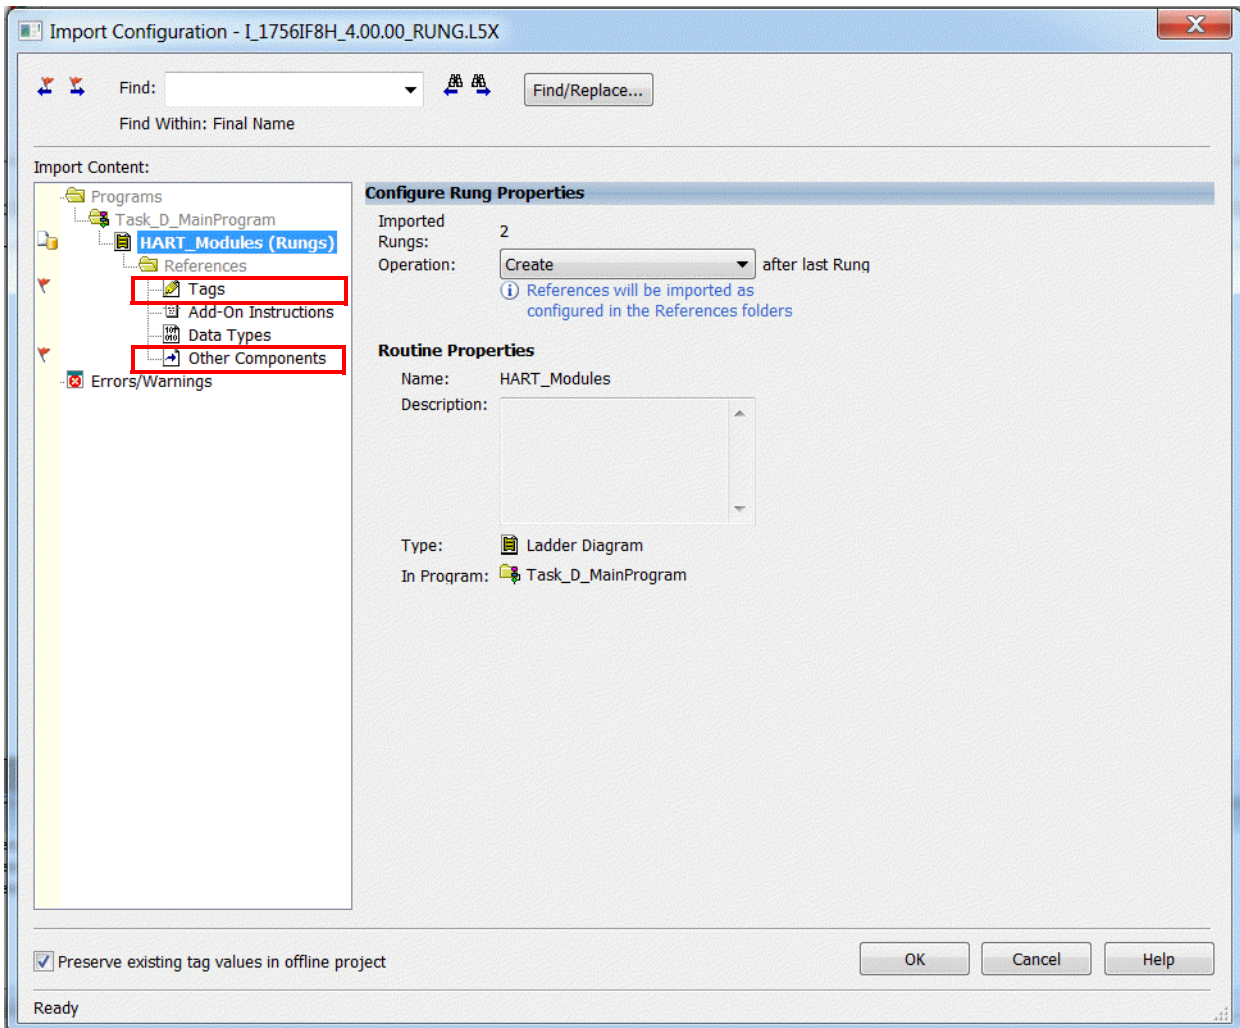 Import Configuration - I_1756IF8H_4.00.00_RUNG.L5X
X
Find:
Find/Replace...
Find Within: Final Name
Import Content:
Programs
Task_D_MainProgram
HART_Modules (Rungs)
References
Tags
Add-On Instructions
Data Types
Other Components
Errors/Warnings
Configure Rung Properties
Imported
Rungs:
2
Operation:
Create
after last Rung
References will be imported as
configured in the References folders
Routine Properties
Name:
HART_Modules
Description:
Type:
Ladder Diagram
In Program:
Task_D_MainProgram
Preserve existing tag values in offline project
OK
Cancel
Help
Ready